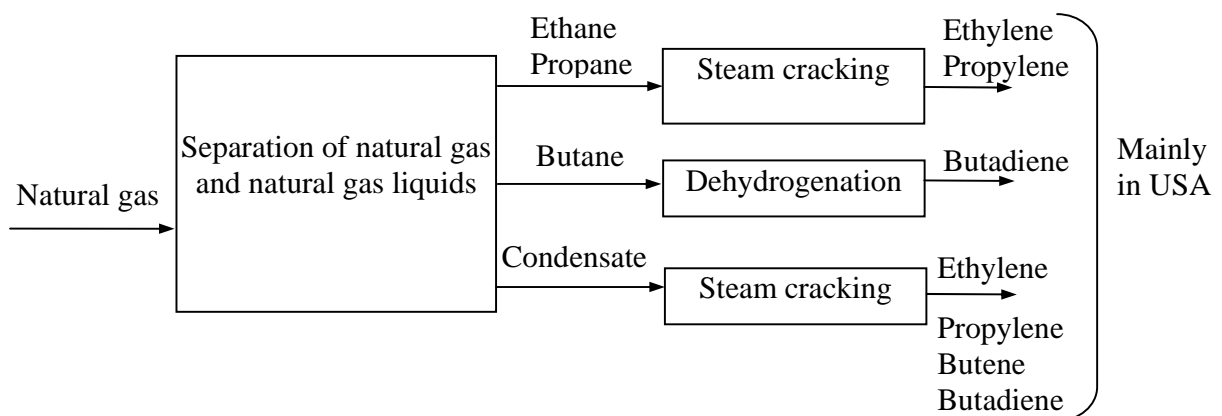 Natural gas
Separation of natural gas
and natural gas liquids
Ethane
Propane
Steam cracking
Ethylene
Propylene
Butane
Dehydrogenation
Butadiene
Condensate
Steam cracking
Ethylene
Propylene
Butene
Butadiene
Mainly
in USA